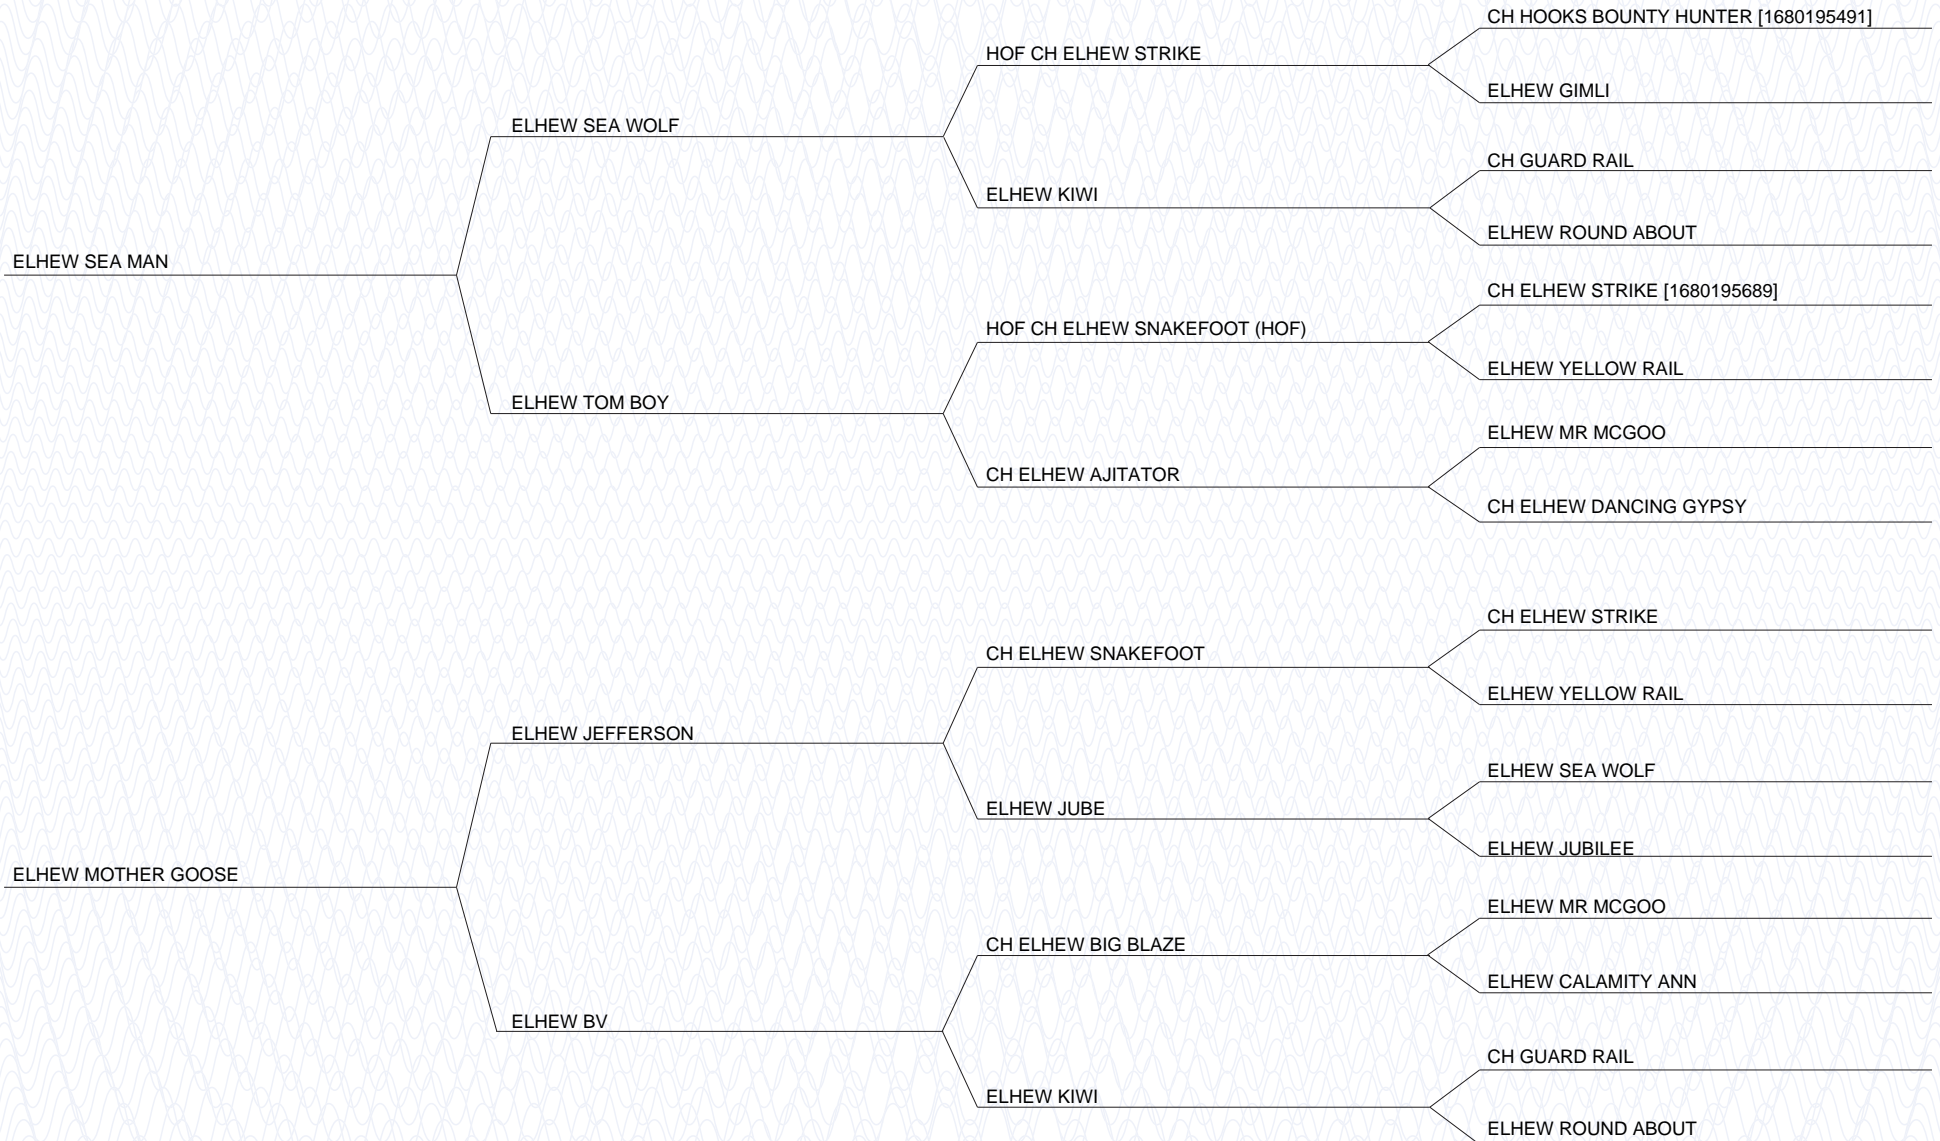 CH HOOKS BOUNTY HUNTER [1680195491]
HOF CH ELHEW STRIKE
ELHEW GIMLI
ELHEW SEA WOLF
CH GUARD RAIL
ELHEW KIWI
ELHEW ROUND ABOUT
ELHEW SEA MAN
CH ELHEW STRIKE [1680195689]
HOF CH ELHEW SNAKEFOOT (HOF)
ELHEW YELLOW RAIL
ELHEW TOM BOY
ELHEW MR MCGOO
CH ELHEW AJITATOR
CH ELHEW DANCING GYPSY
CH ELHEW STRIKE
CH ELHEW SNAKEFOOT
ELHEW YELLOW RAIL
ELHEW JEFFERSON
ELHEW SEA WOLF
ELHEW JUBE
ELHEW JUBILEE
ELHEW MOTHER GOOSE
ELHEW MR MCGOO
CH ELHEW BIG BLAZE
ELHEW CALAMITY ANN
ELHEW BV
CH GUARD RAIL
ELHEW KIWI
ELHEW ROUND ABOUT